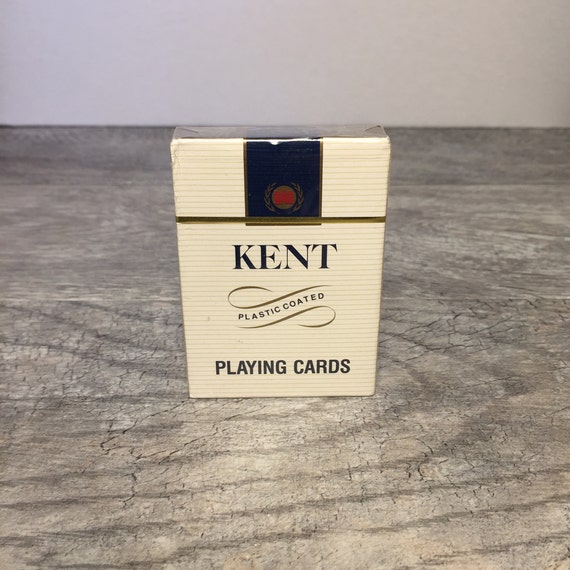 KENT
PLASTIC COATED
PLAYING CARDS